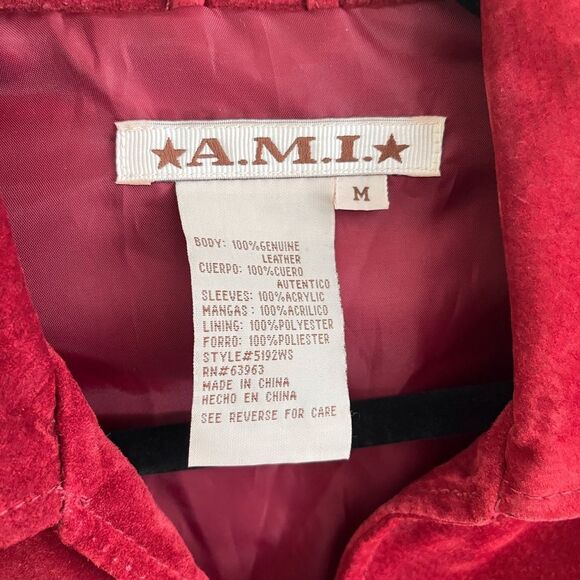 ★A.M.I.★
M
BODY: 100%GENUINE
LEATHER
CUERPO: 100%CUERO
AUTENTICO
SLEEVES: 100%ACRYLIC
MANGAS: 100%ACRILICO
LINING: 100%POLYESTER
FORRO: 100%POLIESTER
STYLE#5192WS
RN#63963
MADE IN CHINA
HECHO EN CHINA
SEE REVERSE FOR CARE